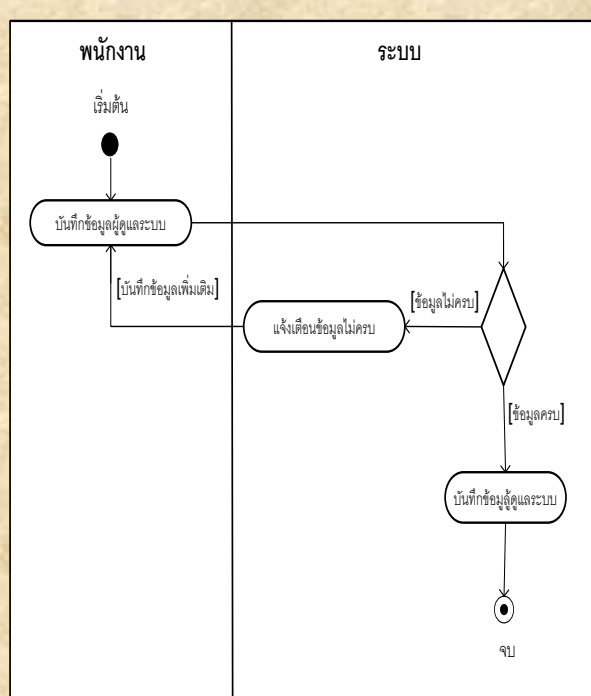 พนักงาน
ระบบ
เริ่มต้น
บันทึกข้อมูลผู้ดูแลระบบ
[บันทึกข้อมูลเพิ่มเติม]
[ข้อมูลไม่ครบ]
แจ้งเตือนข้อมูลไม่ครบ
[ข้อมูลครบ]
บันทึกข้อมูลู้ดูแลระบบ
จบ